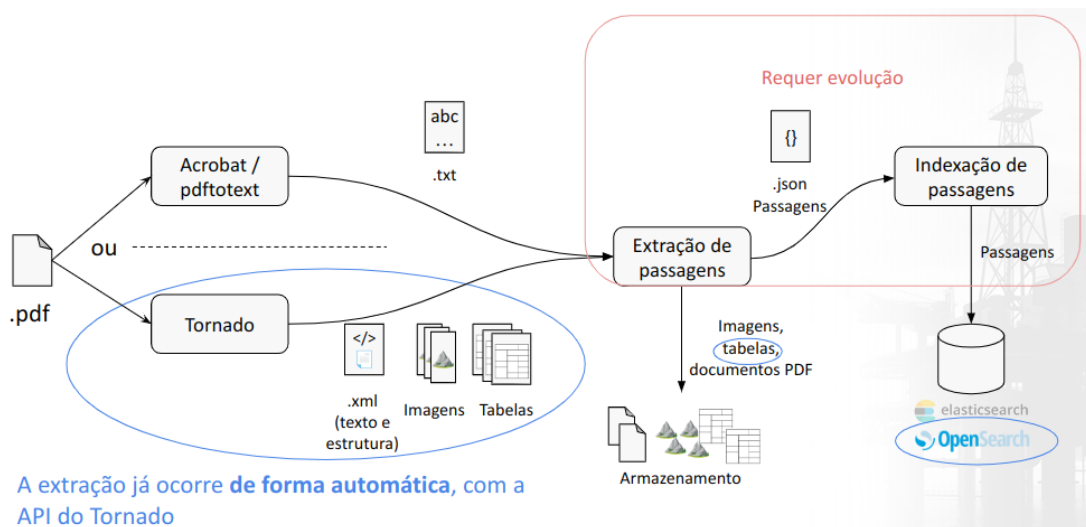 Requer evolução
abc
...
.txt
Acrobat /
pdftotext
ou
.pdf
Tornado
</>
.xml
(texto e
estrutura)
Imagens
Tabelas
Extração de
passagens
{}
.json
Passagens
Indexação de
passagens
Passagens
Imagens,
tabelas,
documentos PDF
Armazenamento
elasticsearch
OpenSearch
A extração já ocorre de forma automática, com a
API do Tornado